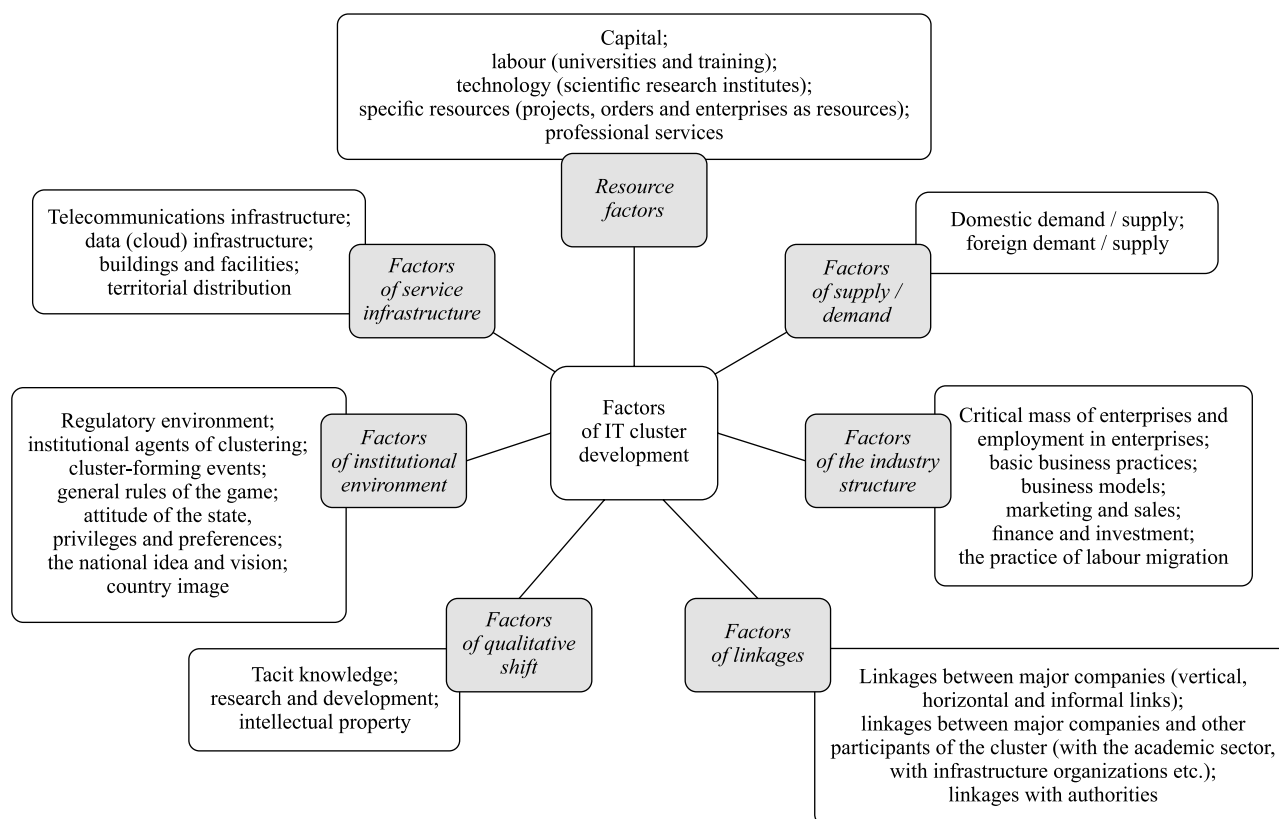 Capital;
labour (universities and training);
technology (scientific research institutes);
specific resources (projects, orders and enterprises as resources);
professional services
Resource
factors
Telecommunications infrastructure;
data (cloud) infrastructure;
buildings and facilities;
territorial distribution
Factors
of service
infrastructure
Domestic demand / supply;
foreign demant / supply
Factors
of supply /
demand
Factors
of IT cluster
development
Regulatory environment;
institutional agents of clustering;
cluster-forming events;
general rules of the game;
attitude of the state,
privileges and preferences;
the national idea and vision;
country image
Factors
of institutional
environment
Factors
of the industry
structure
Critical mass of enterprises and
employment in enterprises;
basic business practices;
business models;
marketing and sales;
finance and investment;
the practice of labour migration
Factors
of qualitative
shift
Tacit knowledge;
research and development;
intellectual property
Factors
of linkages
Linkages between major companies (vertical,
horizontal and informal links);
linkages between major companies and other
participants of the cluster (with the academic sector,
with infrastructure organizations etc.);
linkages with authorities